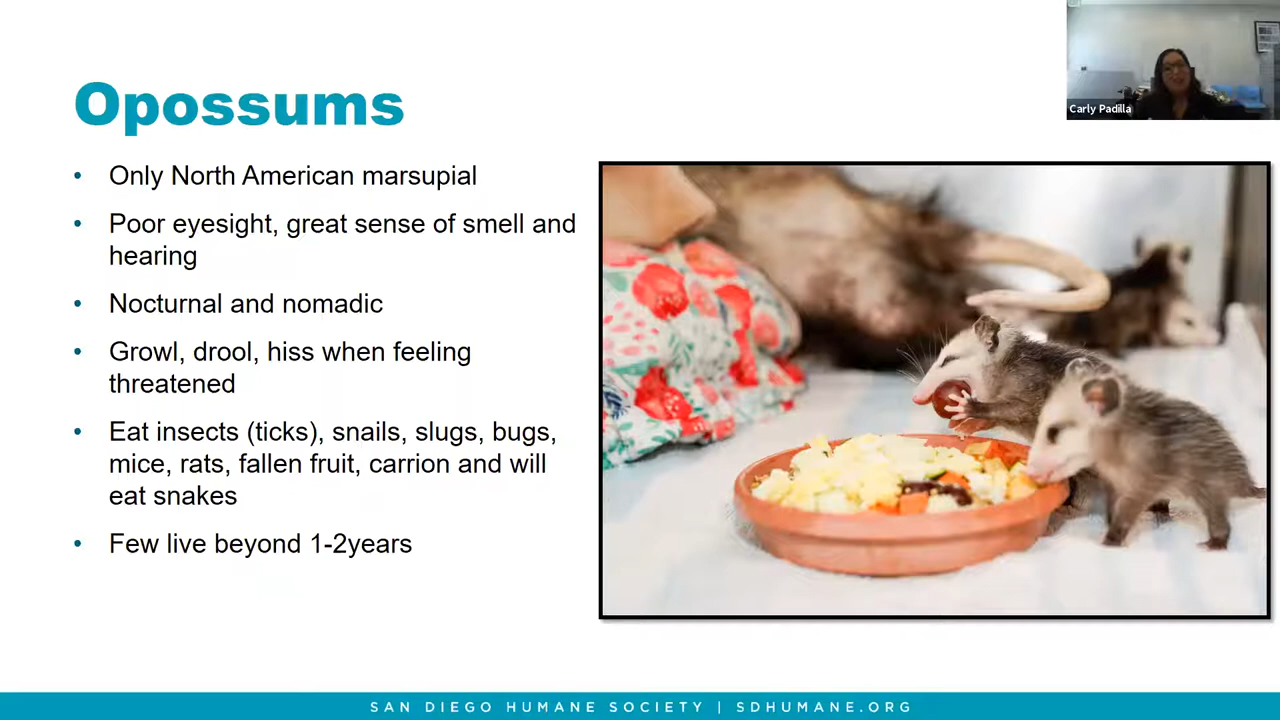 Opossums
Carly Padilla
• Only North American marsupial
• Poor eyesight, great sense of smell and
hearing
• Nocturnal and nomadic
• Growl, drool, hiss when feeling
threatened
• Eat insects (ticks), snails, slugs, bugs,
mice, rats, fallen fruit, carrion and will
eat snakes
• Few live beyond 1-2years
SAN DIEGO HUMANE SOCIETY | SDHUMANE.ORG